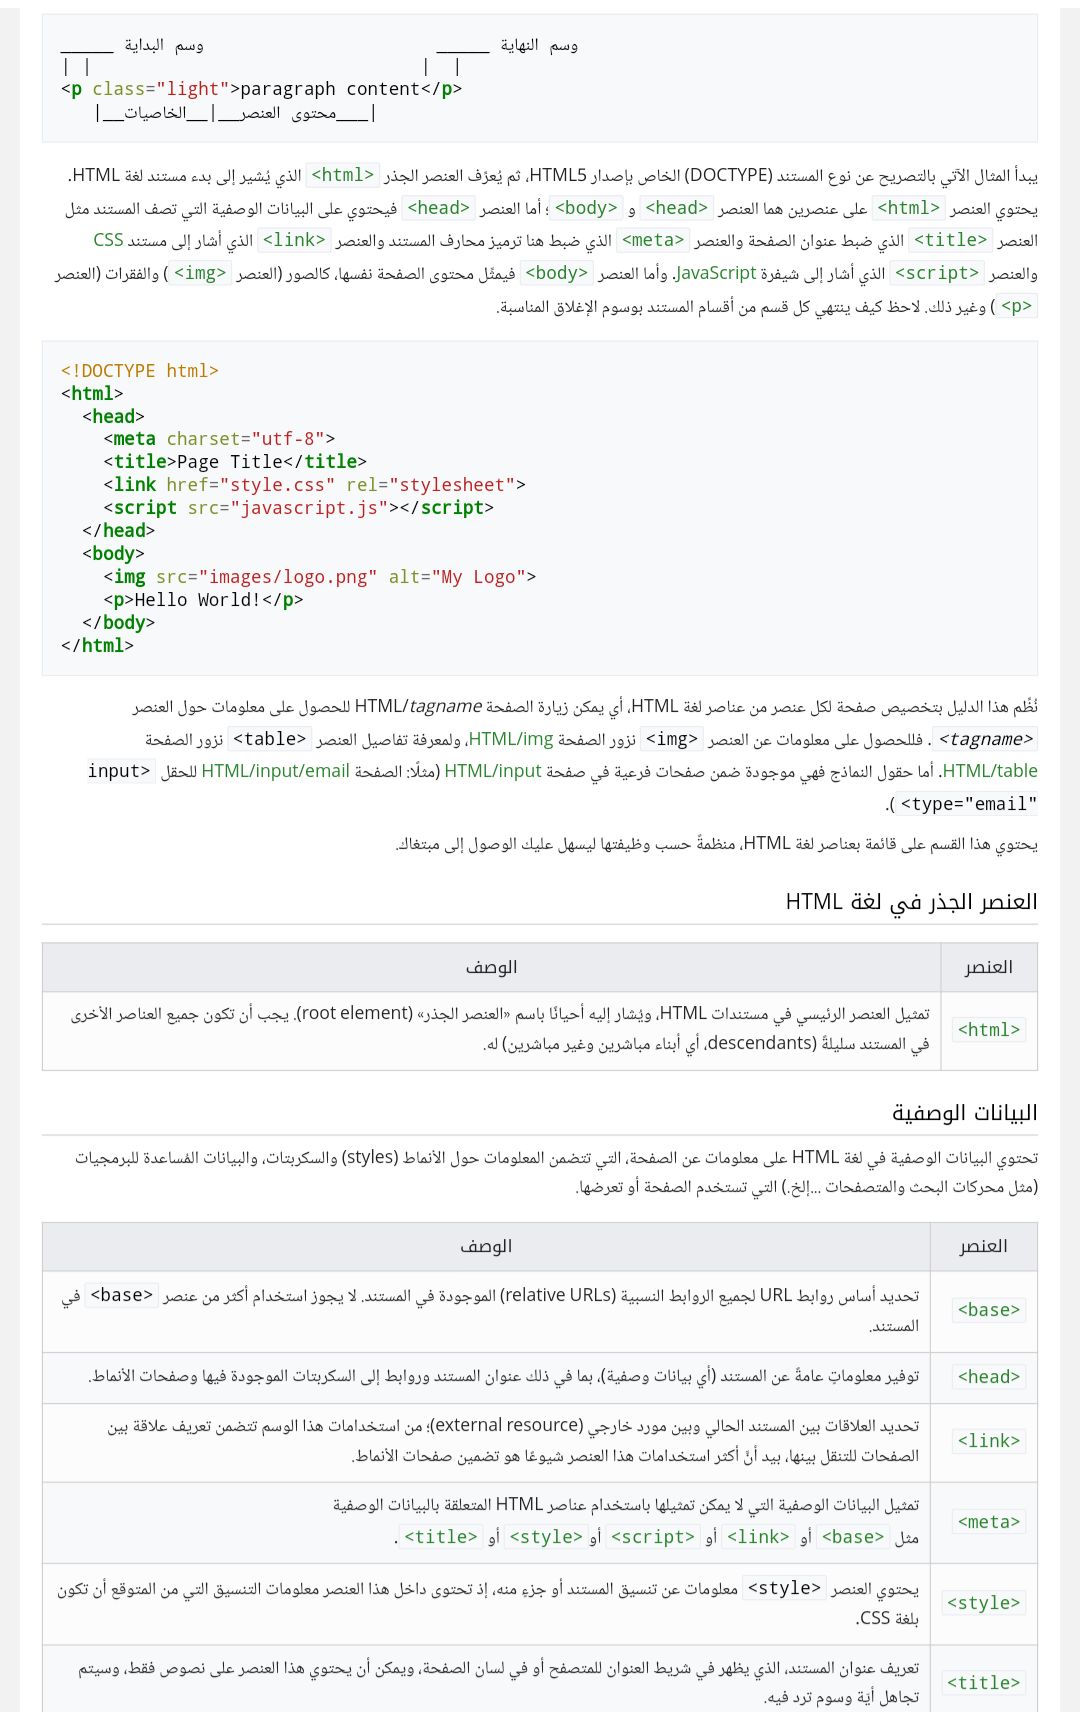 ______ وسم البداية                      ______ وسم النهاية
| |                               |  |
<p class="light">paragraph content</p>
   |__الخاصيات__|__محتوى العنصر___|
يبدأ المثال الآتي بالتصريح عن نوع المستند (DOCTYPE) الخاص بإصدار HTML5، ثم يُعرَّف العنصر الجذر <html> الذي يُشير إلى بدء مستند لغة HTML.
يحتوي العنصر <html> على عنصرين هما العنصر <head> و <body>؛ أما العنصر <head> فيحتوي على البيانات الوصفية التي تصف المستند مثل
العنصر <title> الذي ضبط عنوان الصفحة والعنصر <meta> الذي ضبط هنا ترميز محارف المستند والعنصر <link> الذي أشار إلى مستند CSS
والعنصر <script> الذي أشار إلى شيفرة JavaScript. وأما العنصر <body> فيمثَّل محتوى الصفحة نفسها، كالصور (العنصر <img>) والفقرات (العنصر
<p>) وغير ذلك. لاحظ كيف ينتهي كل قسم من أقسام المستند بوسوم الإغلاق المناسبة.
<!DOCTYPE html>
<html>
  <head>
    <meta charset="utf-8">
    <title>Page Title</title>
    <link href="style.css" rel="stylesheet">
    <script src="javascript.js"></script>
  </head>
  <body>
    <img src="images/logo.png" alt="My Logo">
    <p>Hello World!</p>
  </body>
</html>
نُظِّم هذا الدليل بتخصيص صفحة لكل عنصر من عناصر لغة HTML، أي يمكن زيارة الصفحة HTML/tagname للحصول على معلومات حول العنصر
<tagname>. فللحصول على معلومات عن العنصر <img> نزور الصفحة HTML/img، ولمعرفة تفاصيل العنصر <table> نزور الصفحة
HTML/table. أما حقول النماذج فهي موجودة ضمن صفحات فرعية في صفحة HTML/input (مثلًا: الصفحة HTML/input/email للحقل <input
type="email">).
يحتوي هذا القسم على قائمة بعناصر لغة HTML، منظمةً حسب وظيفتها ليسهل عليك الوصول إلى مبتغاك.
العنصر الجذر في لغة HTML
العنصر الوصف
<html> تمثيل العنصر الرئيسي في مستندات HTML، ويُشار إليه أحيانًا باسم «العنصر الجذر» (root element). يجب أن تكون جميع العناصر الأخرى
في المستند سليلةً (descendants، أي أبناء مباشرين وغير مباشرين) له.
البيانات الوصفية
تحتوي البيانات الوصفية في لغة HTML على معلومات عن الصفحة، التي تتضمن المعلومات حول الأنماط (styles) والسكربتات، والبيانات المُساعدة للبرمجيات
(مثل محركات البحث والمتصفحات ...إلخ.) التي تستخدم الصفحة أو تعرضها.
العنصر الوصف
<base> تحديد أساس روابط URL لجميع الروابط النسبية (relative URLs) الموجودة في المستند. لا يجوز استخدام أكثر من عنصر <base> في
المستند.
<head> توفير معلوماتٍ عامةً عن المستند (أي بيانات وصفية)، بما في ذلك عنوان المستند وروابط إلى السكربتات الموجودة فيها وصفحات الأنماط.
<link> تحديد العلاقات بين المستند الحالي وبين مورد خارجي (external resource)؛ من استخدامات هذا الوسم تتضمن تعريف علاقة بين
الصفحات للتنقل بينها، بيد أنَّ أكثر استخدامات هذا العنصر شيوعًا هو تضمين صفحات الأنماط.
<meta> تمثيل البيانات الوصفية التي لا يمكن تمثيلها باستخدام عناصر HTML المتعلقة بالبيانات الوصفية
مثل <base> أو <link> أو <script> أو <style> أو <title>.
<style> يحتوي العنصر <style> معلومات عن تنسيق المستند أو جزءٍ منه، إذ تحتوى داخل هذا العنصر معلومات التنسيق التي من المتوقع أن تكون
بلغة CSS.
<title> تعريف عنوان المستند، الذي يظهر في شريط العنوان للمتصفح أو في لسان الصفحة، ويمكن أن يحتوي هذا العنصر على نصوص فقط، وسيتم
تجاهل أيّة وسوم ترد فيه.